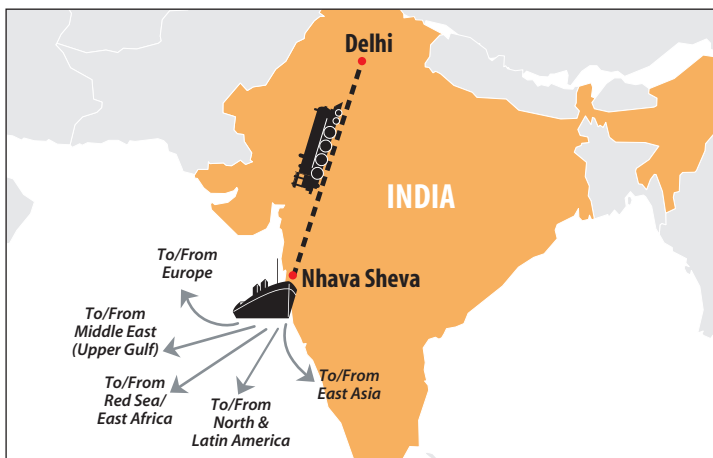 Delhi
INDIA
Nhava Sheva
To/From
Europe
To/From
Middle East
(Upper Gulf)
To/From
Red Sea/
East Africa
To/From
North &
Latin America
To/From
East Asia